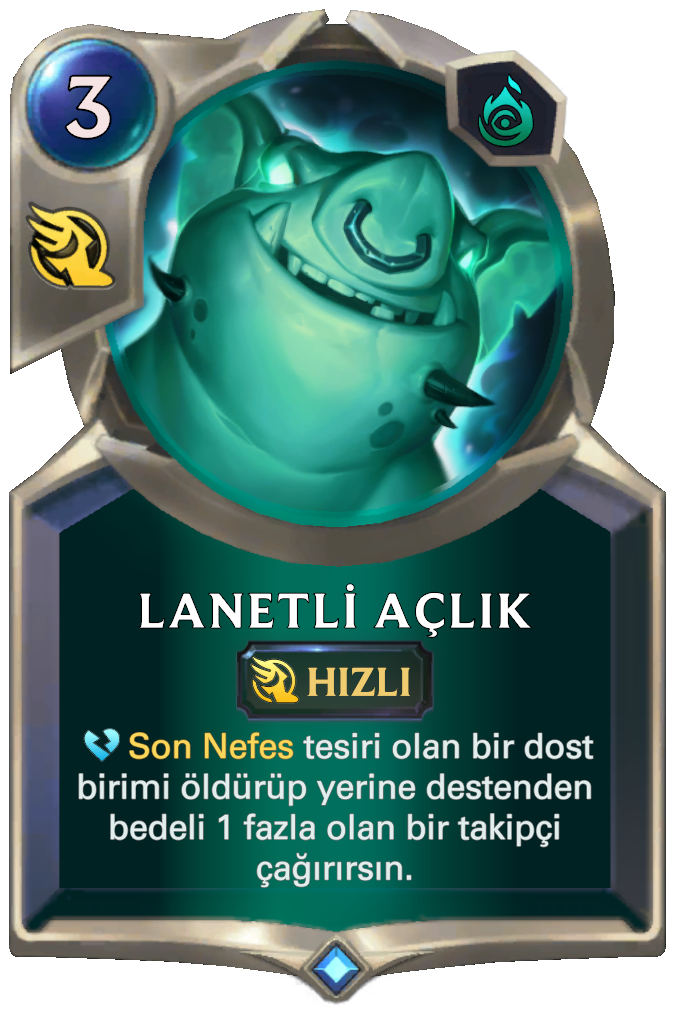 3
LANETLİ AÇLIK
HIZLI
Son Nefes tesiri olan bir dost
birimi öldürüp yerine destenden
bedeli 1 fazla olan bir takipçi
çağırırsın.